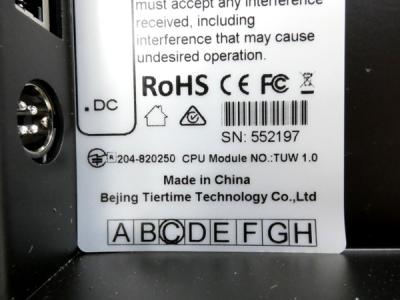 must accept any interference
received, including
interference that may cause
undesired operation.
RoHS CE FC
.DC
SN: 552197
R 204-820250 CPU Module NO.:TUW 1.0
Made in China
Bejing Tiertime Technology Co.,Ltd
A B C D E F G H